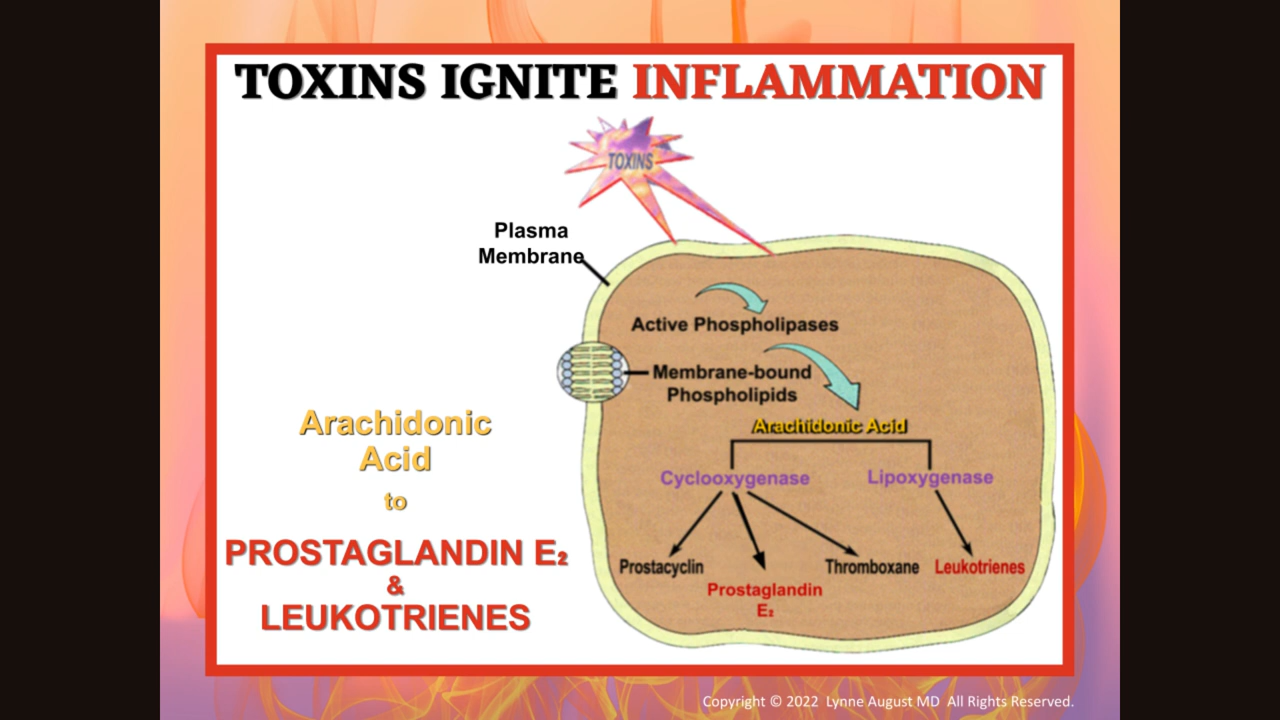 TOXINS IGNITE INFLAMMATION
TOXINS
Plasma
Membrane
Active Phospholipases
Membrane-bound
Phospholipids
Arachidonic Acid
Cyclooxygenase
Lipoxygenase
Prostacyclin
Prostaglandin
E₂
Thromboxane
Leukotrienes
Arachidonic
Acid
to
PROSTAGLANDIN E₂
&
LEUKOTRIENES
Copyright © 2022 Lynne August MD All Rights Reserved.